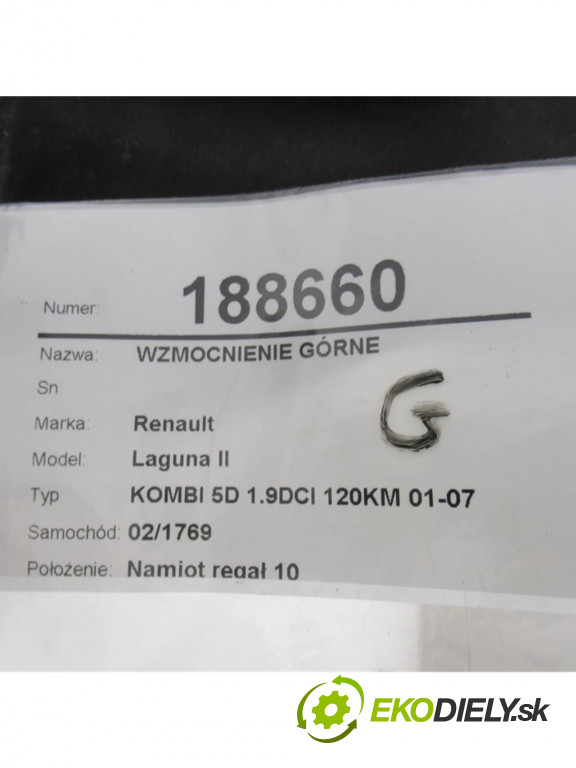 Numer: 188660
Nazwa: WZMOCNIENIE GÓRNE
Sn
Marka: Renault
G
Model: Laguna II
Typ KOMBI 5D 1.9DCI 120KM 01-07
Samochód: 02/1769
Położenie: Namiot regał 10
EKODIELY.sk